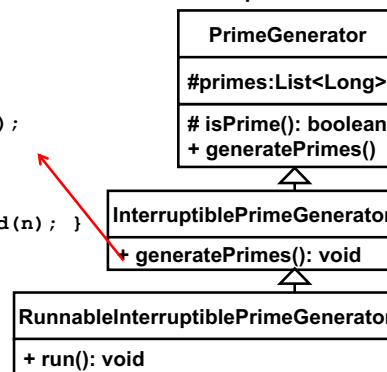 PrimeGenerator
#primes:List<Long>
);
# isPrime(): boolean
+ generatePrimes()
d(n); }
InterruptiblePrimeGenerator
+ generatePrimes(): void
RunnableInterruptiblePrimeGenerator
+ run(): void